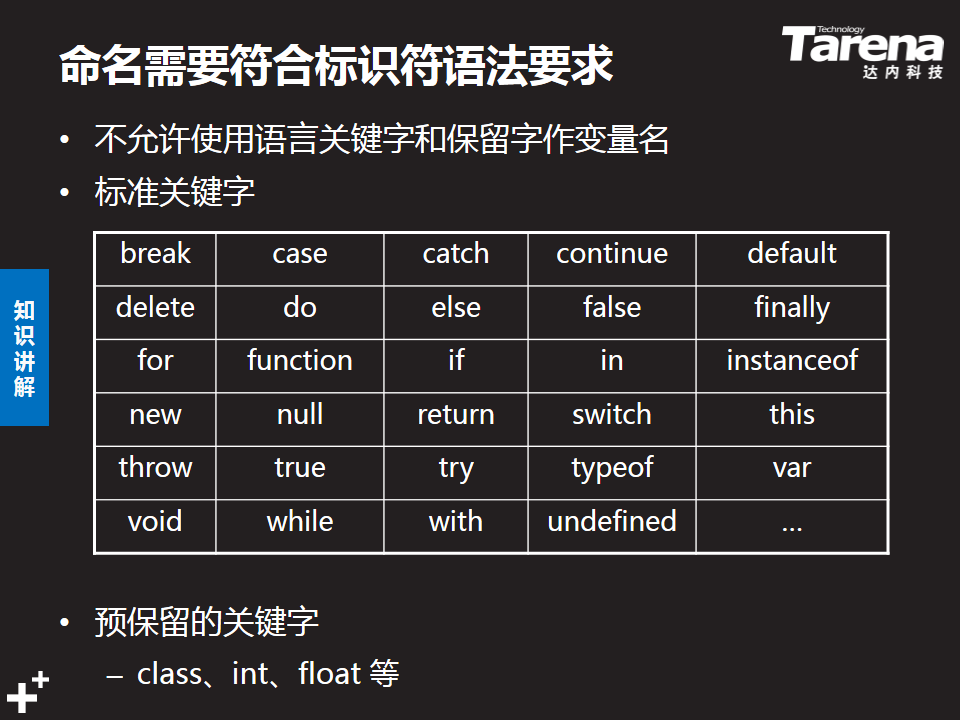 命名需要符合标识符语法要求
Technology
Tarena
达内科技
• 不允许使用语言关键字和保留字作变量名
• 标准关键字
break case catch continue default
delete do else false finally
for function if in instanceof
new null return switch this
throw true try typeof var
void while with undefined ...
知识讲解
• 预保留的关键字
– class、int、float 等